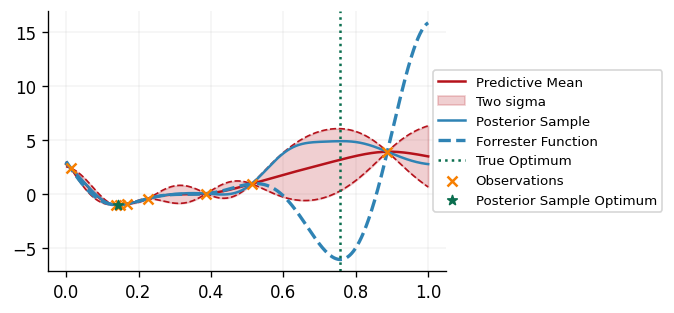 15
10
5
0
−5
0.0 0.2 0.4 0.6 0.8 1.0
Predictive Mean
Two sigma
Posterior Sample
Forrester Function
True Optimum
Observations
Posterior Sample Optimum